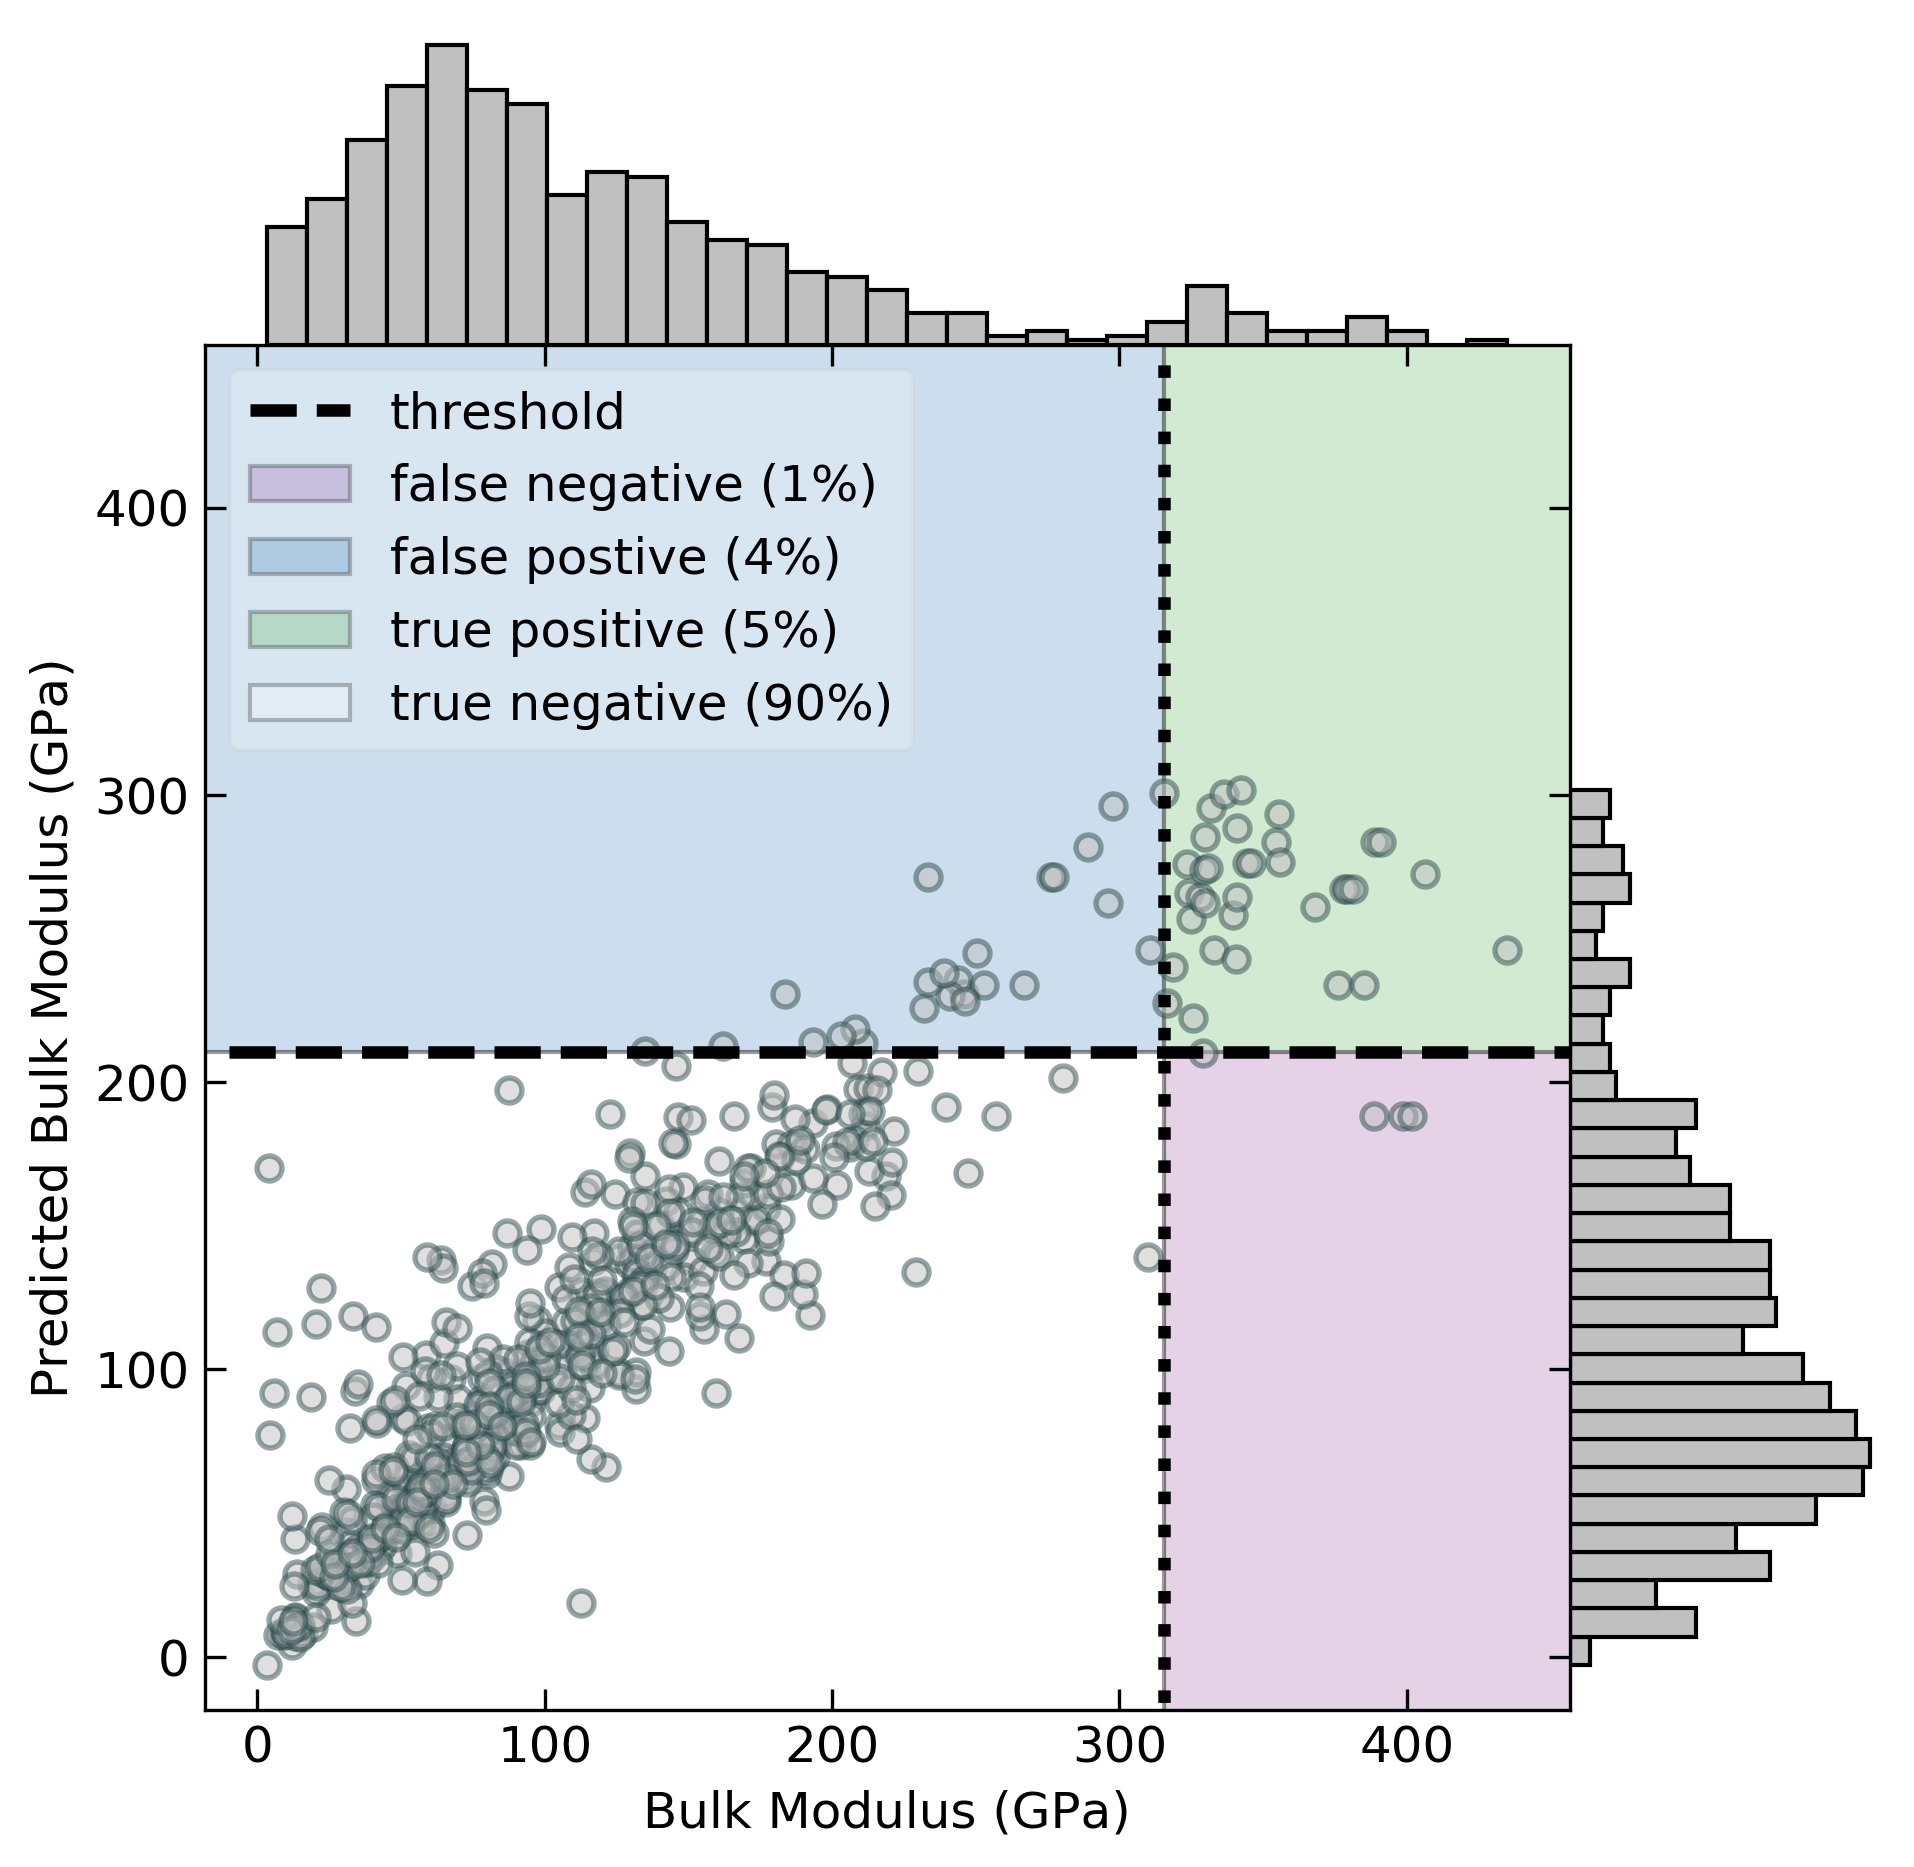 threshold
false negative (1%)
false postive (4%)
true positive (5%)
true negative (90%)
400
300
200
100
0
Predicted Bulk Modulus (GPa)
0 100 200 300 400
Bulk Modulus (GPa)